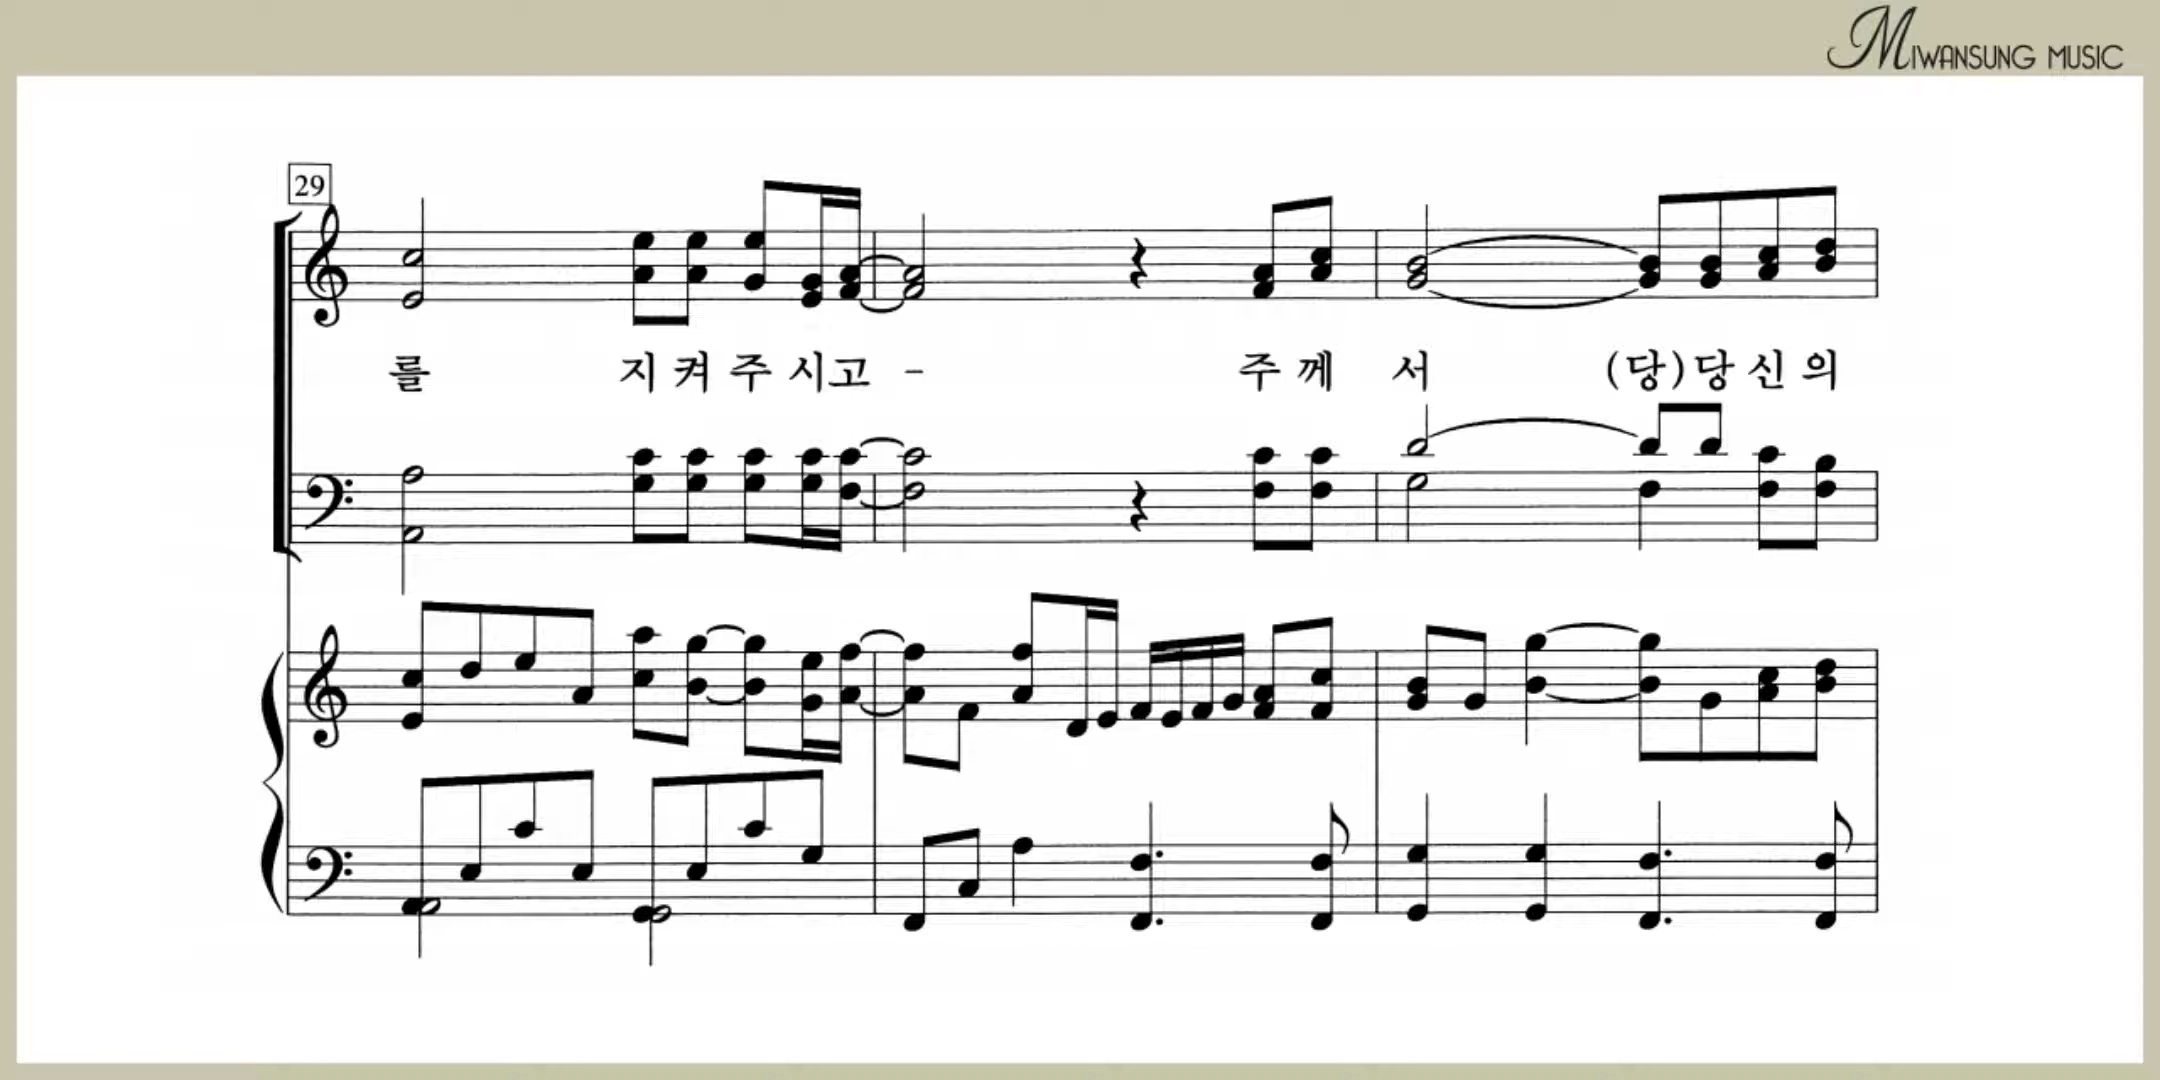 MIWANSUNG MUSIC
29
를 지 켜 주 시고 - 주 께 서 (당)당 신 의